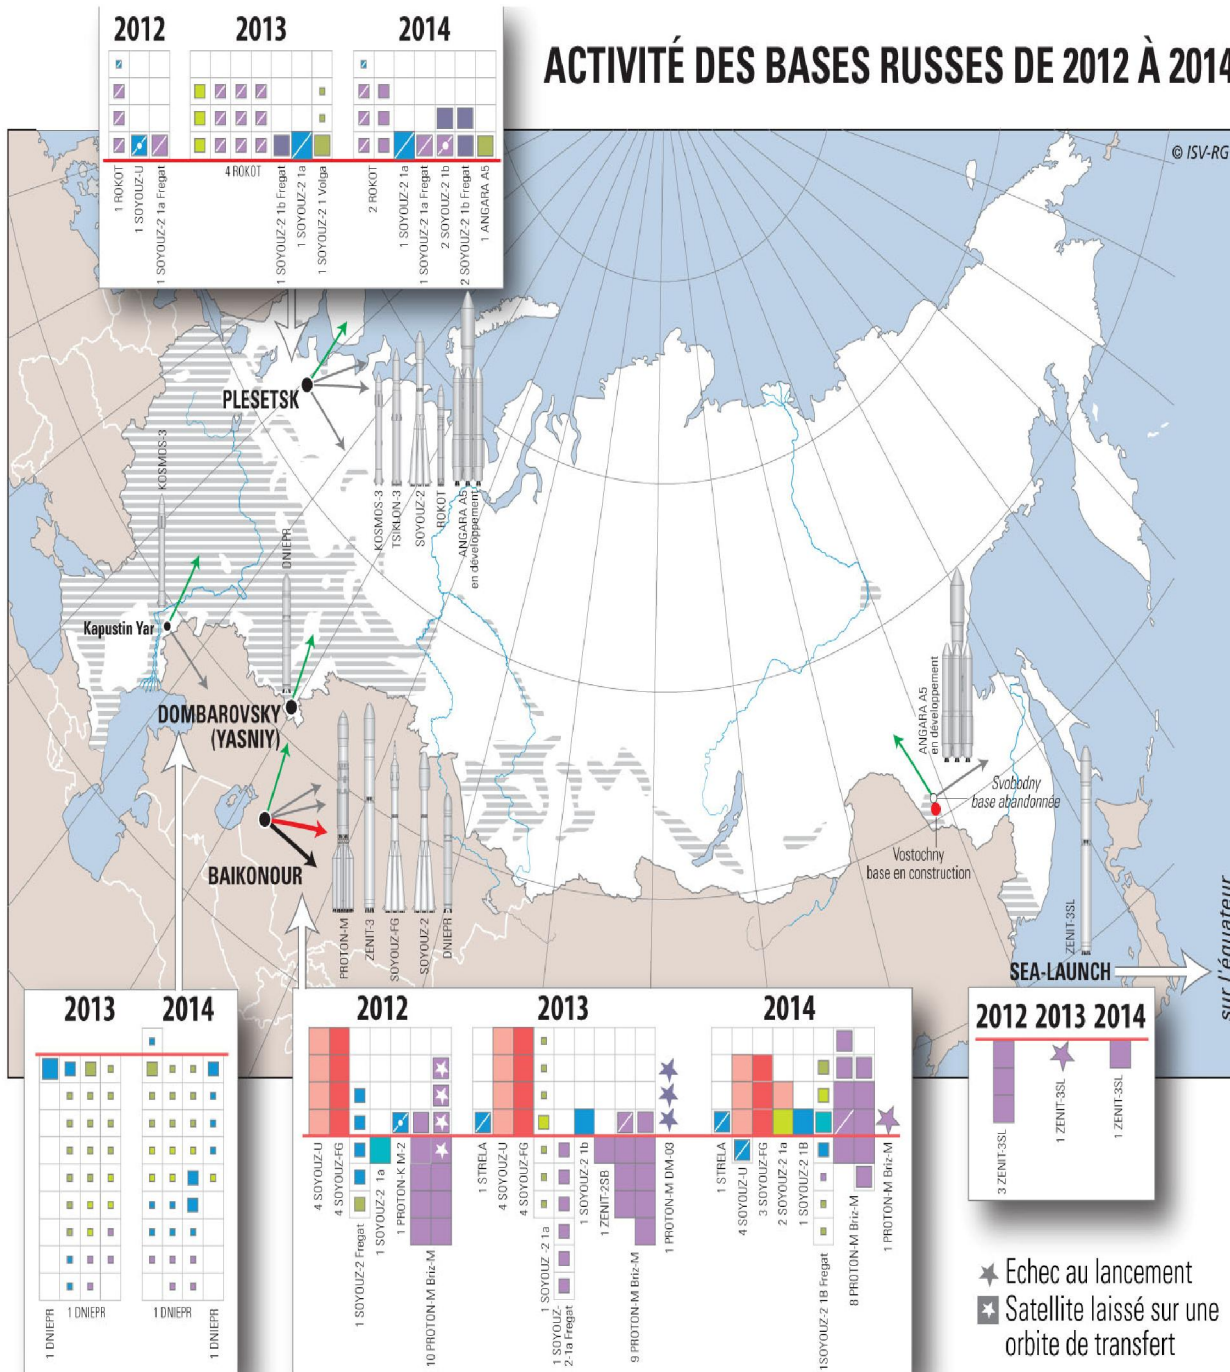 ACTIVITÉ DES BASES RUSSES DE 2012 À 2014
© ISV-RG
2012
2013
2014
1 ROKOT
1 SOYOUZ-U
1 SOYOUZ-2 1a Fregat
4 ROKOT
1 SOYOUZ-2 1b Fregat
1 SOYOUZ-2 1a
1 SOYOUZ-2 1 Volga
2 ROKOT
1 SOYOUZ-2 1a
1 SOYOUZ-2 1a Fregat
2 SOYOUZ-2 1b
2 SOYOUZ-2 1b Fregat
1 ANGARA A5
PLESETSK
KOSMOS-3
TSIKLON-3
SOYOUZ-2
ROKOT
ANGARA A5
en développement
KOSMOS-3
DNIEPR
Kapustin Yar
DOMBAROVSKY
(YASNIY)
BAIKONOUR
PROTON-M
ZENIT-3
SOYOUZ-FG
SOYOUZ-2
DNIEPR
ANGARA A5
en développement
Svobodny
base abandonnée
Vostochny
base en construction
ZENIT-3SL
SEA-LAUNCH
sur l'équateur
2013
2014
1 DNIEPR
1 DNIEPR
1 DNIEPR
1 DNIEPR
2012
2013
2014
4 SOYOUZ-U
4 SOYOUZ-FG
1 SOYOUZ-2 Fregat
1 SOYOUZ-2 1a
1 PROTON-K M-2
10 PROTON-M Briz-M
1 STRELA
4 SOYOUZ-U
4 SOYOUZ-FG
1 SOYOUZ -2 1a
1 SOYOUZ-
2-1a Fregat
1 SOYOUZ-2 1b
1 ZENIT-2SB
9 PROTON-M Briz-M
1 PROTON-M DM-03
1 STRELA
4 SOYOUZ-U
3 SOYOUZ-FG
2 SOYOUZ-2 1a
1 SOYOUZ-2 1B
1SOYOUZ-2 1B Fregat
8 PROTON-M Briz-M
1 PROTON-M Briz-M
2012 2013 2014
3 ZENIT-3SL
1 ZENIT-3SL
1 ZENIT-3SL
Echec au lancement
Satellite laissé sur une
orbite de transfert